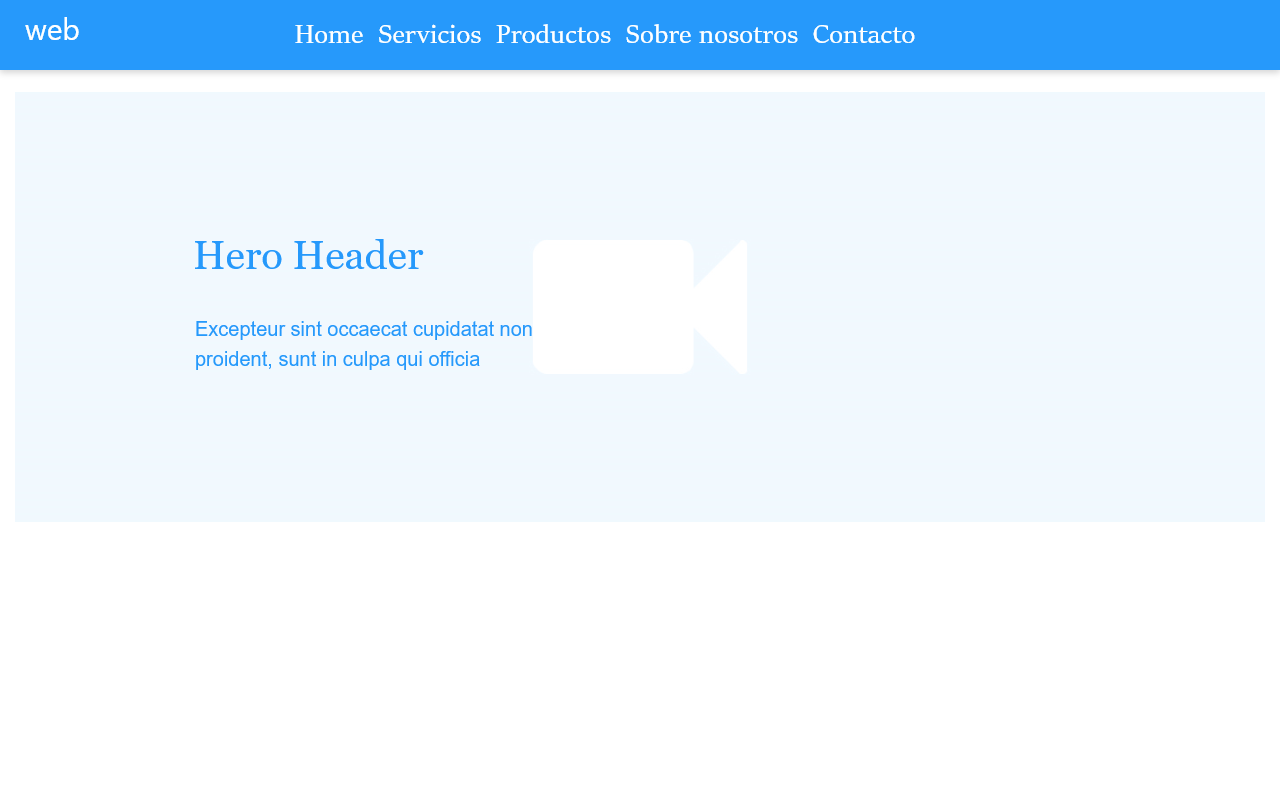 web
Home Servicios Productos Sobre nosotros Contacto
Hero Header
Excepteur sint occaecat cupidatat non
proident, sunt in culpa qui officia